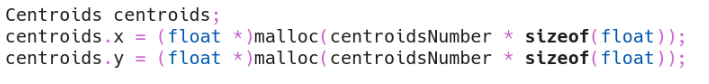 Centroids centroids;
centroids.x = (float *)malloc(centroidsNumber * sizeof(float));
centroids.y = (float *)malloc(centroidsNumber * sizeof(float));